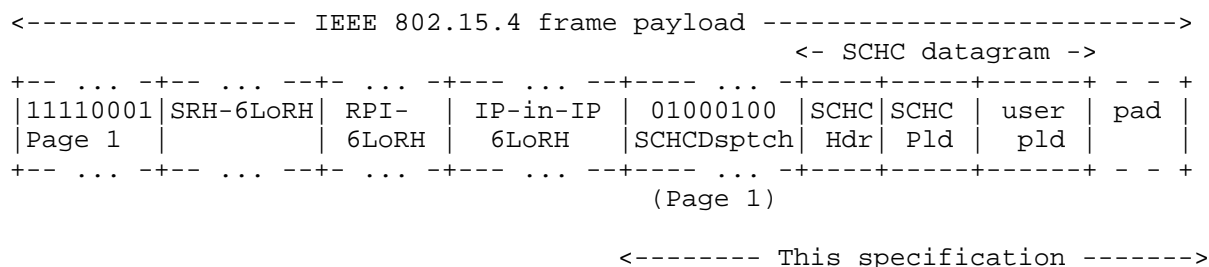 <----------------- IEEE 802.15.4 frame payload -------------------------->
                                                 <- SCHC datagram ->
+-- ... -+-- ... --+- ... -+--- ... --+---- ... -+----+-----+------+ - - +
|11110001|SRH-6LoRH| RPI-  | IP-in-IP | 01000100 |SCHC|SCHC | user | pad |
|Page 1  |         | 6LoRH |  6LoRH   |SCHCDsptch| Hdr| Pld |  pld |     |
+-- ... -+-- ... --+- ... -+--- ... --+---- ... -+----+-----+------+ - - +
                                        (Page 1)
                                      <-------- This specification ------->